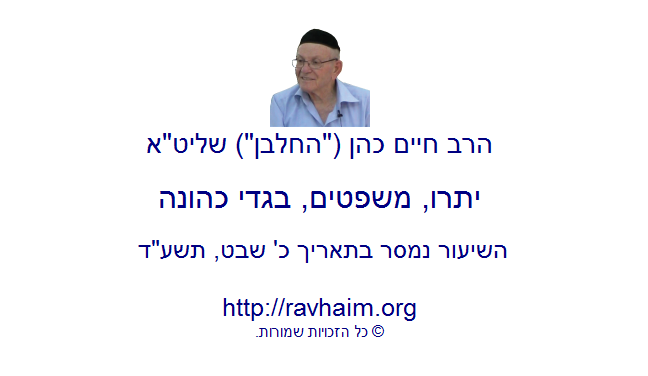 הרב חיים כהן ("החלבן") שליט"א
יתרו, משפטים, בגדי כהונה
השיעור נמסר בתאריך כ' שבט, תשע"ד
http://ravhaim.org
© כל הזכויות שמורות.